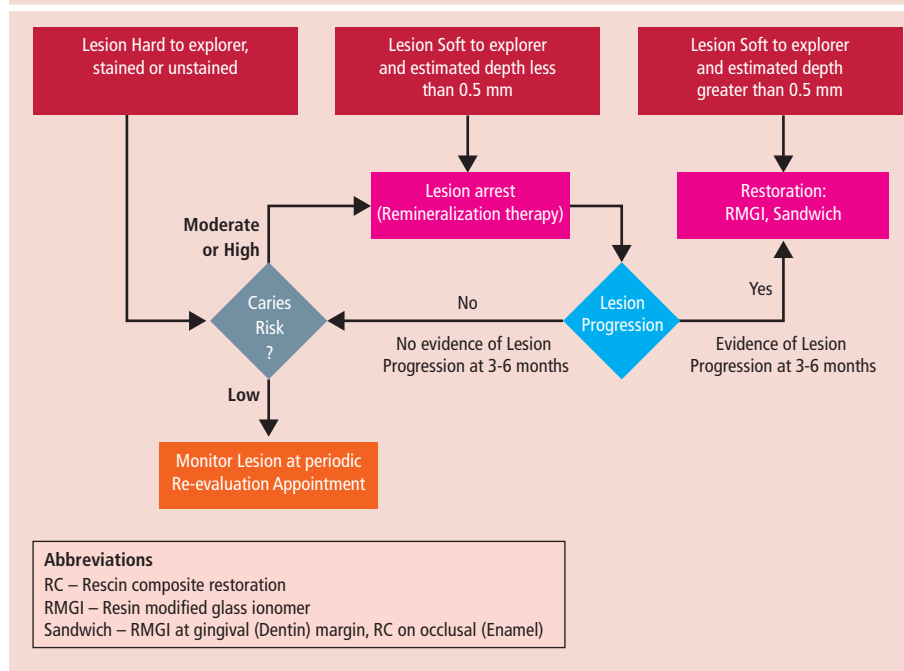 Lesion Hard to explorer,
stained or unstained
Lesion Soft to explorer
and estimated depth less
than 0.5 mm
Lesion Soft to explorer
and estimated depth
greater than 0.5 mm
Lesion arrest
(Remineralization therapy)
Restoration:
RMGI, Sandwich
Moderate
or High
Caries
Risk
?
No
Lesion
Progression
Yes
No evidence of Lesion
Progression at 3-6 months
Evidence of Lesion
Progression at 3-6 months
Low
Monitor Lesion at periodic
Re-evaluation Appointment
Abbreviations
RC – Rescin composite restoration
RMGI – Resin modified glass ionomer
Sandwich – RMGI at gingival (Dentin) margin, RC on occlusal (Enamel)